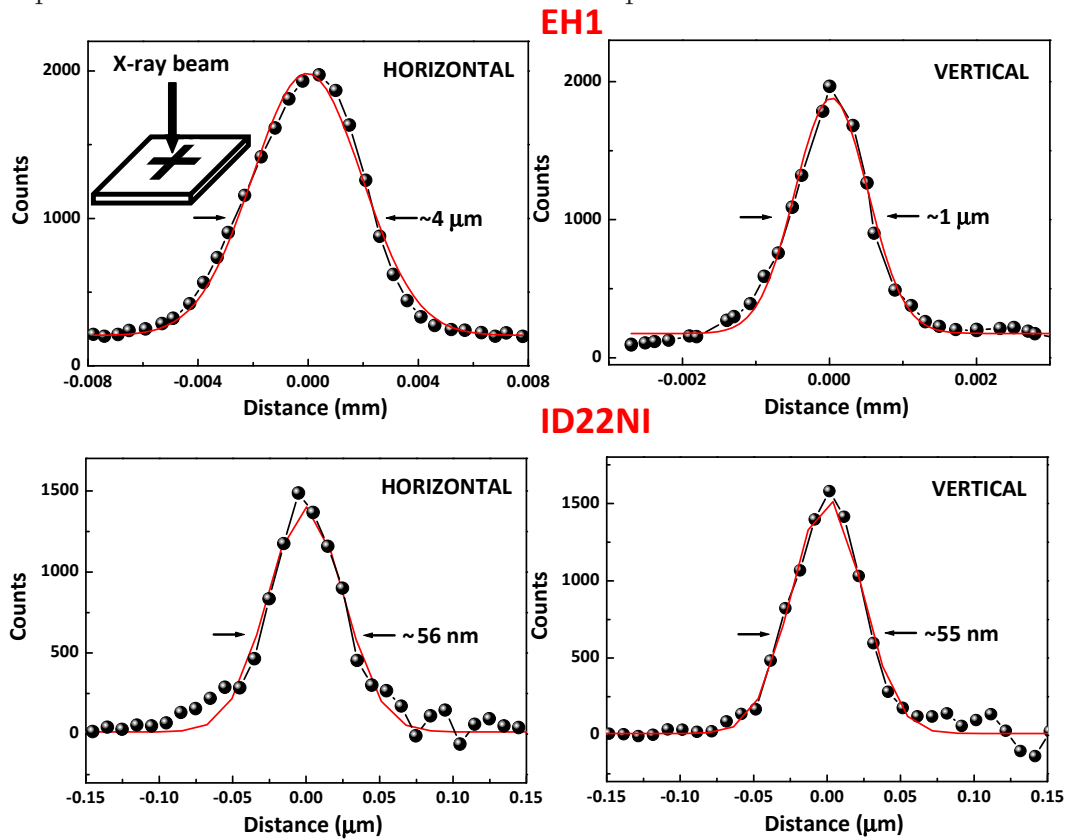 EH1
X-ray beam
HORIZONTAL
~4 μm
Counts
2000
1000
0
-0.008 -0.004 0.000 0.004 0.008
Distance (mm)
VERTICAL
~1 μm
Counts
2000
1000
0
-0.002 0.000 0.002
Distance (mm)
ID22NI
HORIZONTAL
~56 nm
Counts
1500
1000
500
0
-0.15 -0.10 -0.05 0.00 0.05 0.10 0.15
Distance (μm)
VERTICAL
~55 nm
Counts
1500
1000
500
0
-0.15 -0.10 -0.05 0.00 0.05 0.10 0.15
Distance (μm)